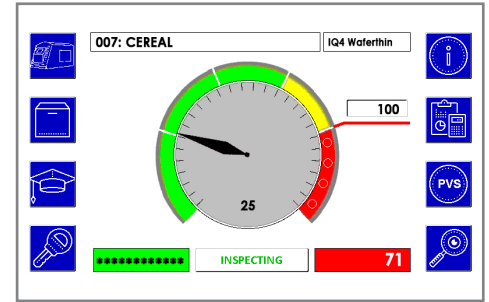 007: CEREAL
IQ4 Waferthin
i
100
PVS
25
************
INSPECTING
71